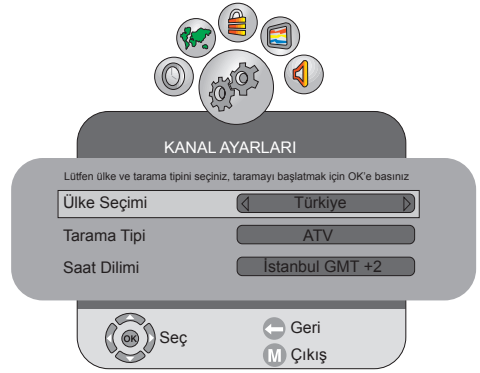 KANAL AYARLARI
Lütfen ülke ve tarama tipini seçiniz, taramayı başlatmak için OK'e basınız
Ülke Seçimi Türkiye
Tarama Tipi ATV
Saat Dilimi İstanbul GMT +2
OK Seç
Geri
M Çıkış